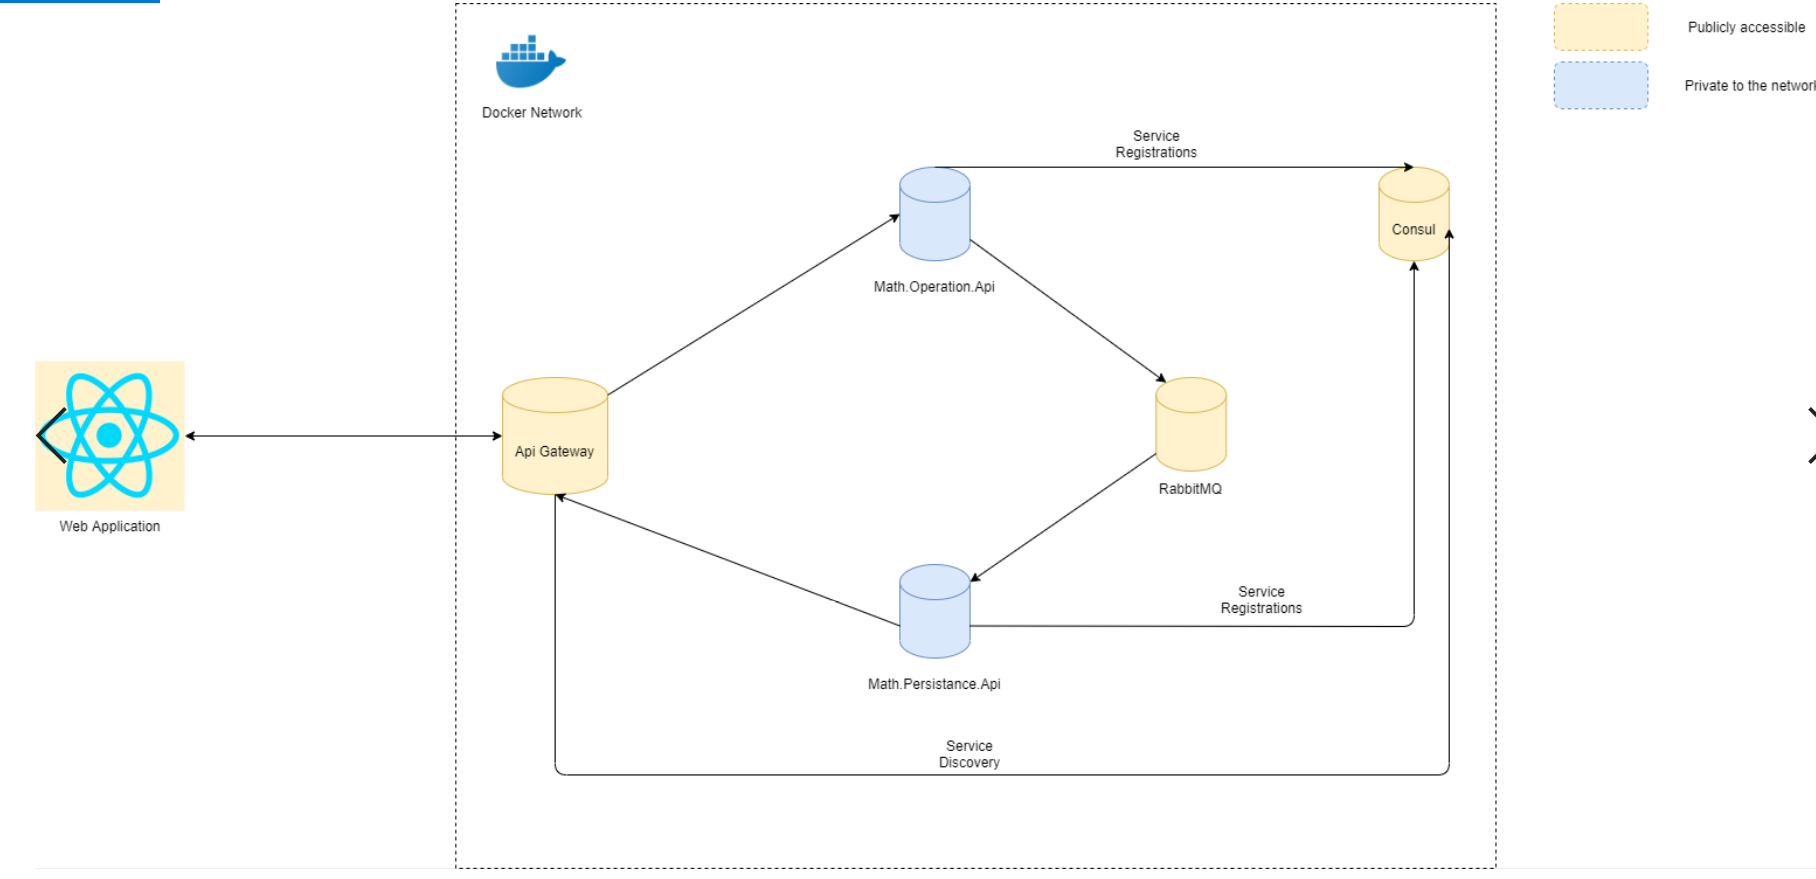 Publicly accessible
Private to the network
Docker Network
Service
Registrations
Consul
Math.Operation.Api
Api Gateway
RabbitMQ
Web Application
Service
Registrations
Math.Persistance.Api
Service
Discovery